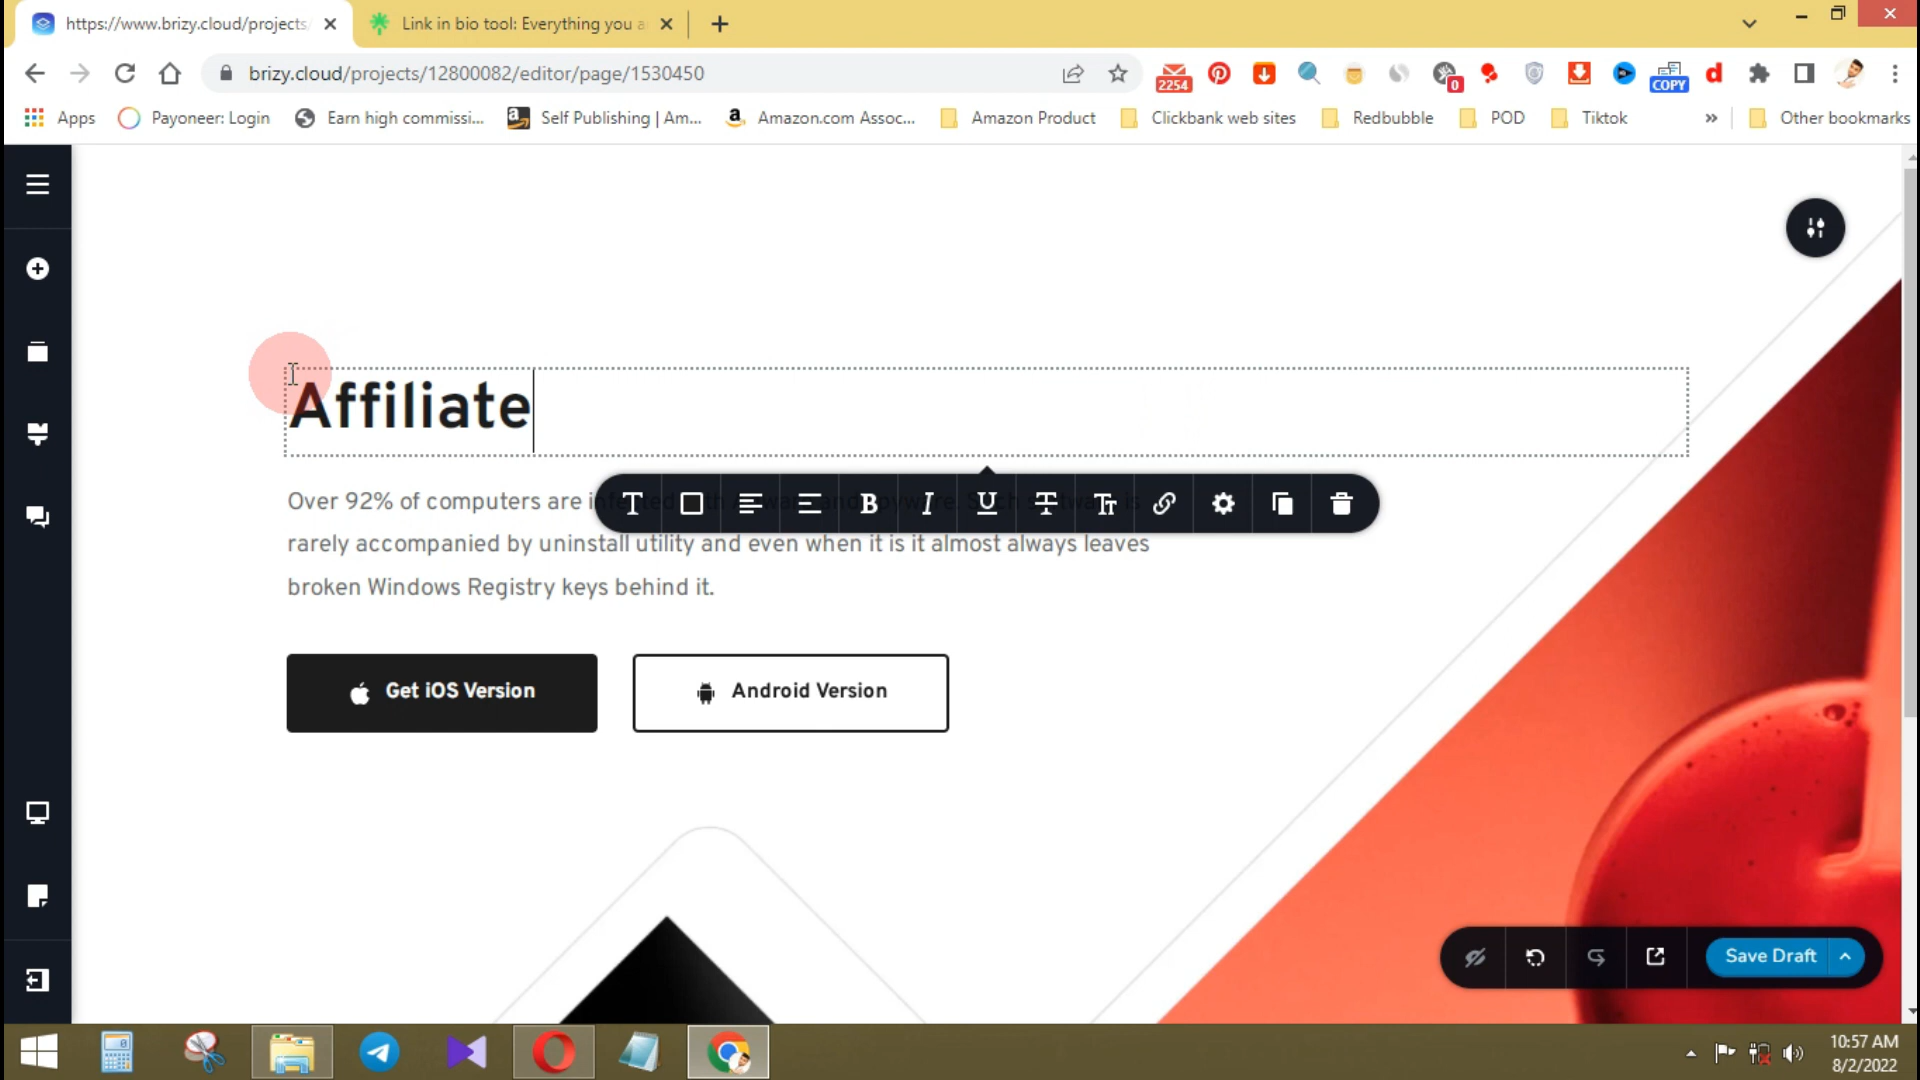 https://www.brizy.cloud/projects
Link in bio tool: Everything you a
brizy.cloud/projects/12800082/editor/page/1530450
2254
0
COPY
d
Apps
Payoneer: Login
Earn high commissi...
Self Publishing | Am...
Amazon.com Assoc...
Amazon Product
Clickbank web sites
Redbubble
POD
Tiktok
»
Other bookmarks
Affiliate
Over 92% of computers are
is
rarely accompanied by uninstall utility and even when it is it almost always leaves
broken Windows Registry keys behind it.
Get iOS Version
Android Version
Save Draft
10:57 AM
8/2/2022